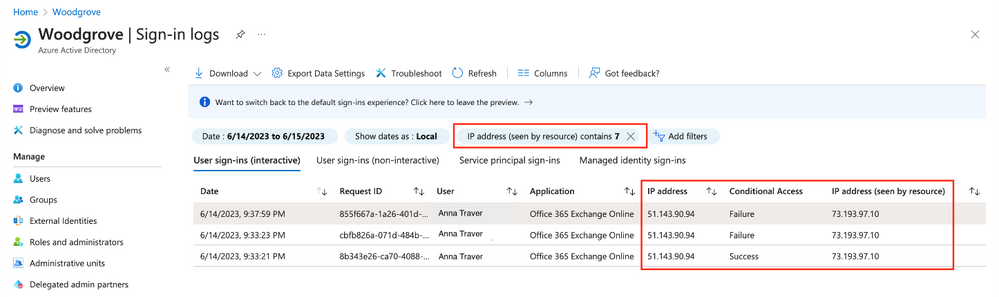 Home > Woodgrove
Woodgrove | Sign-in logs ...
Azure Active Directory
Overview
Preview features
Diagnose and solve problems
Manage
Users
Groups
External Identities
Roles and administrators
Administrative units
Delegated admin partners
Download Export Data Settings Troubleshoot Refresh Columns Got feedback?
Want to switch back to the default sign-ins experience? Click here to leave the preview. →
Date : 6/14/2023 to 6/15/2023 Show dates as : Local IP address (seen by resource) contains 7 Add filters
User sign-ins (interactive) User sign-ins (non-interactive) Service principal sign-ins Managed identity sign-ins
Date Request ID User Application IP address Conditional Access IP address (seen by resource)
6/14/2023, 9:37:59 PM 855f667a-1a26-401d-... Anna Traver Office 365 Exchange Online 51.143.90.94 Failure 73.193.97.10
6/14/2023, 9:33:23 PM cbfb826a-071d-484b-... Anna Traver Office 365 Exchange Online 51.143.90.94 Failure 73.193.97.10
6/14/2023, 9:33:21 PM 8b343e26-ca70-4088-... Anna Traver Office 365 Exchange Online 51.143.90.94 Success 73.193.97.10